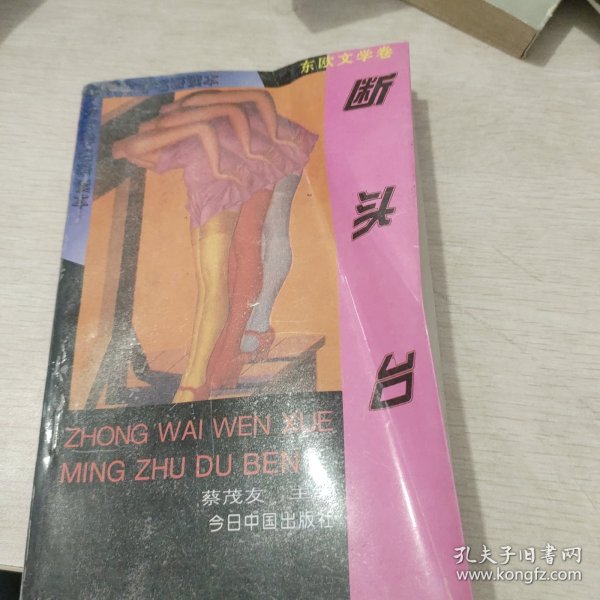 东欧文学卷
断头台
ZHONG WAI WEN XUE
MING ZHU DU BEN
蔡茂友 主
今日中国出版社
孔夫子旧书网
www.kongfz.com